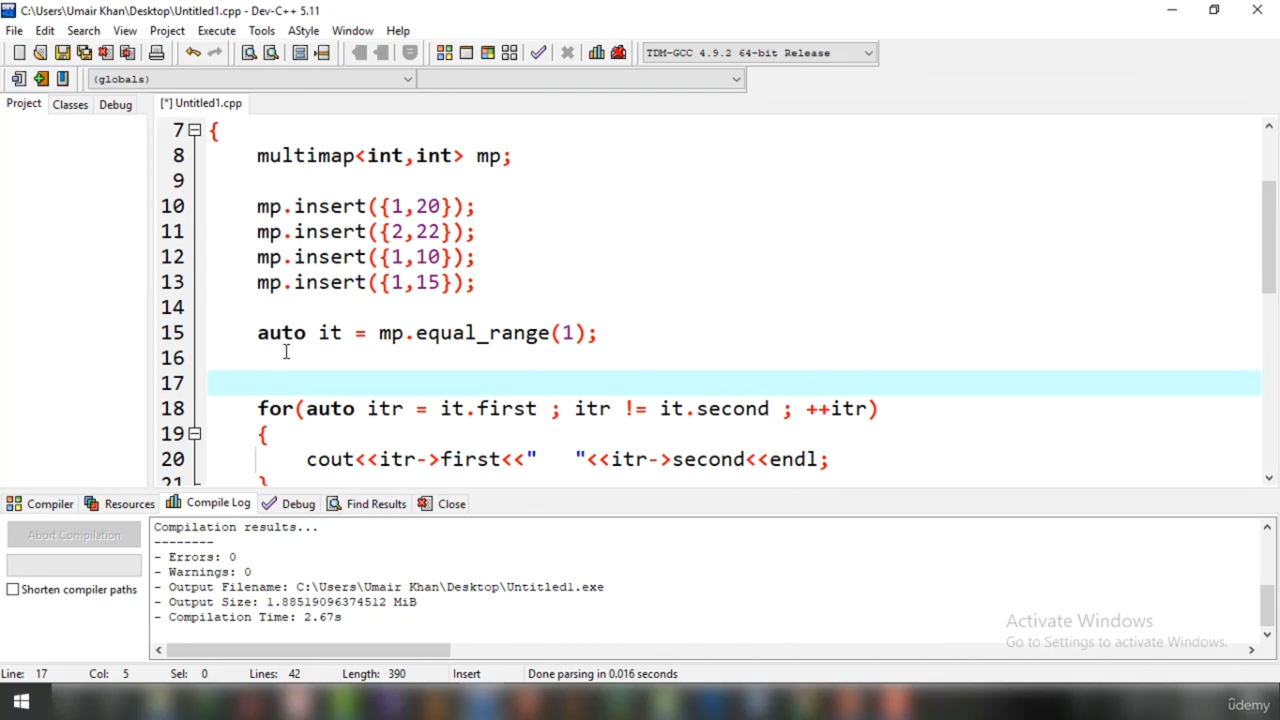 C:\Users\Umair Khan\Desktop\Untitled1.cpp - Dev-C++ 5.11
File Edit Search View Project Execute Tools AStyle Window Help
TDM-GCC 4.9.2 64-bit Release
(globals)
Project Classes Debug [*] Untitled1.cpp
7 {
8 multimap<int,int> mp;
9
10 mp.insert({1,20});
11 mp.insert({2,22});
12 mp.insert({1,10});
13 mp.insert({1,15});
14
15 auto it = mp.equal_range(1);
16
17
18 for(auto itr = it.first ; itr != it.second ; ++itr)
19 {
20 cout<<itr->first<<"   "<<itr->second<<endl;
21 }
Compiler Resources Compile Log Debug Find Results Close
Abort Compilation
Shorten compiler paths
Compilation results...
--------
- Errors: 0
- Warnings: 0
- Output Filename: C:\Users\Umair Khan\Desktop\Untitled1.exe
- Output Size: 1.88519096374512 MiB
- Compilation Time: 2.67s
Activate Windows
Go to Settings to activate Windows.
Line: 17 Col: 5 Sel: 0 Lines: 42 Length: 390 Insert Done parsing in 0.016 seconds
ûdemy